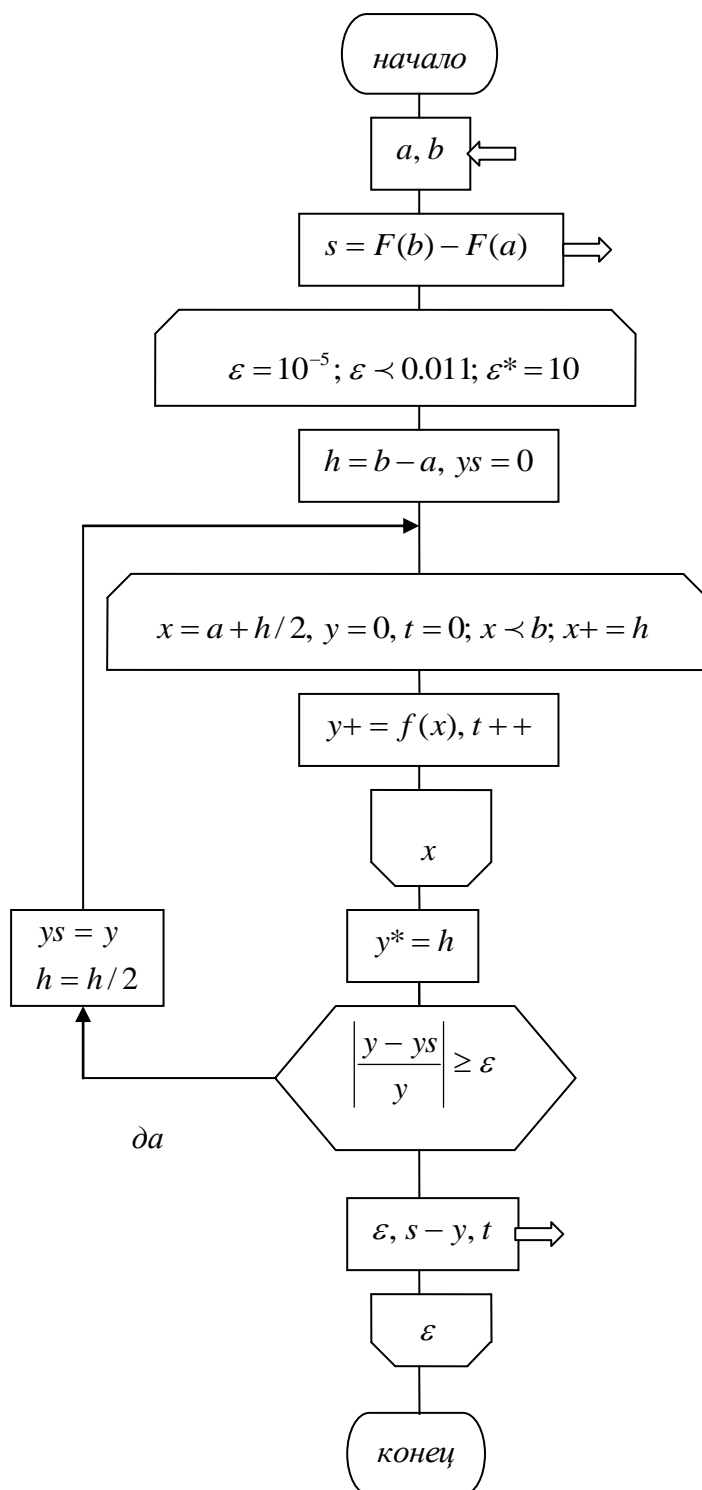 начало
a, b
s = F(b) − F(a)
ε = 10⁻⁵; ε ≺ 0.011; ε* = 10
h = b − a, ys = 0
x = a + h/2, y = 0, t = 0; x ≺ b; x+ = h
y+ = f(x), t ++
x
ys = y
h = h/2
y* = h
|(y − ys)/y| ≥ ε
да
ε, s − y, t
ε
конец